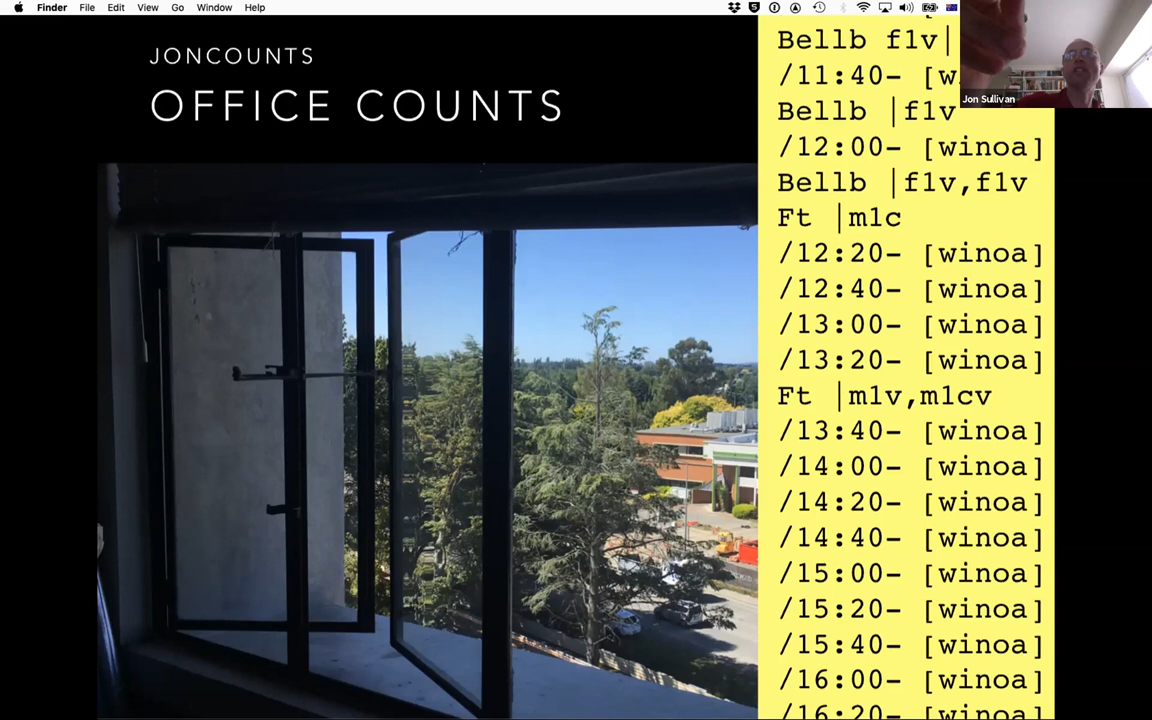 Finder File Edit View Go Window Help
JONCOUNTS
OFFICE COUNTS
Bellb f1v|
/11:40- [w
Bellb |f1v
/12:00- [winoa]
Bellb |f1v,f1v
Ft |m1c
/12:20- [winoa]
/12:40- [winoa]
/13:00- [winoa]
/13:20- [winoa]
Ft |m1v,m1cv
/13:40- [winoa]
/14:00- [winoa]
/14:20- [winoa]
/14:40- [winoa]
/15:00- [winoa]
/15:20- [winoa]
/15:40- [winoa]
/16:00- [winoa]
/16:20- [winoa]
Jon Sullivan